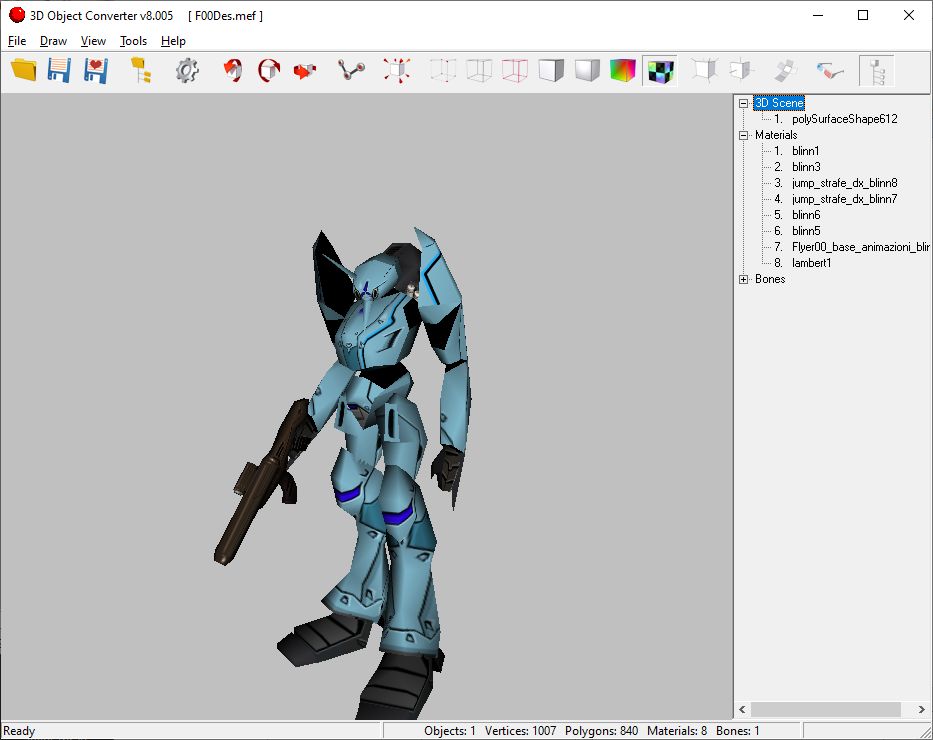 3D Object Converter v8.005 [ F00Des.mef ]
File Draw View Tools Help
3D Scene
1. polySurfaceShape612
Materials
1. blinn1
2. blinn3
3. jump_strafe_dx_blinn8
4. jump_strafe_dx_blinn7
5. blinn6
6. blinn5
7. Flyer00_base_animazioni_blir
8. lambert1
Bones
Ready
Objects: 1 Vertices: 1007 Polygons: 840 Materials: 8 Bones: 1